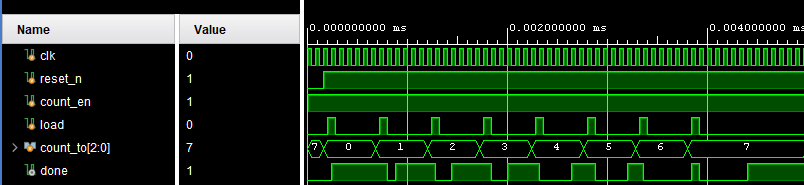 Name Value 0.000000000 ms 0.002000000 ms 0.004000000 ms
clk 0
reset_n 1
count_en 1
load 0
count_to[2:0] 7 7 0 1 2 3 4 5 6 7
done 1